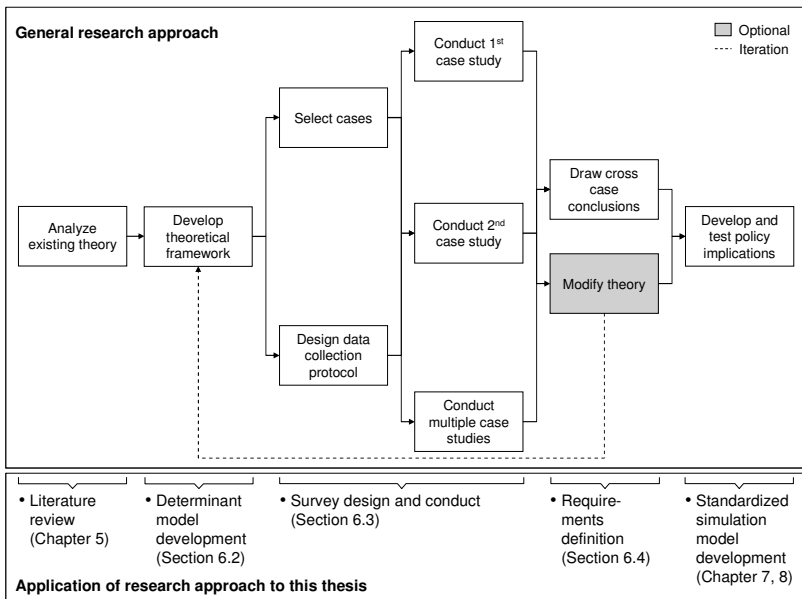 General research approach
Optional
Iteration
Analyze
existing theory
Develop
theoretical
framework
Select cases
Design data
collection
protocol
Conduct 1st
case study
Conduct 2nd
case study
Conduct
multiple case
studies
Draw cross
case
conclusions
Modify theory
Develop and
test policy
implications
• Literature
review
(Chapter 5)
• Determinant
model
development
(Section 6.2)
• Survey design and conduct
(Section 6.3)
• Require-
ments
definition
(Section 6.4)
• Standardized
simulation
model
development
(Chapter 7, 8)
Application of research approach to this thesis